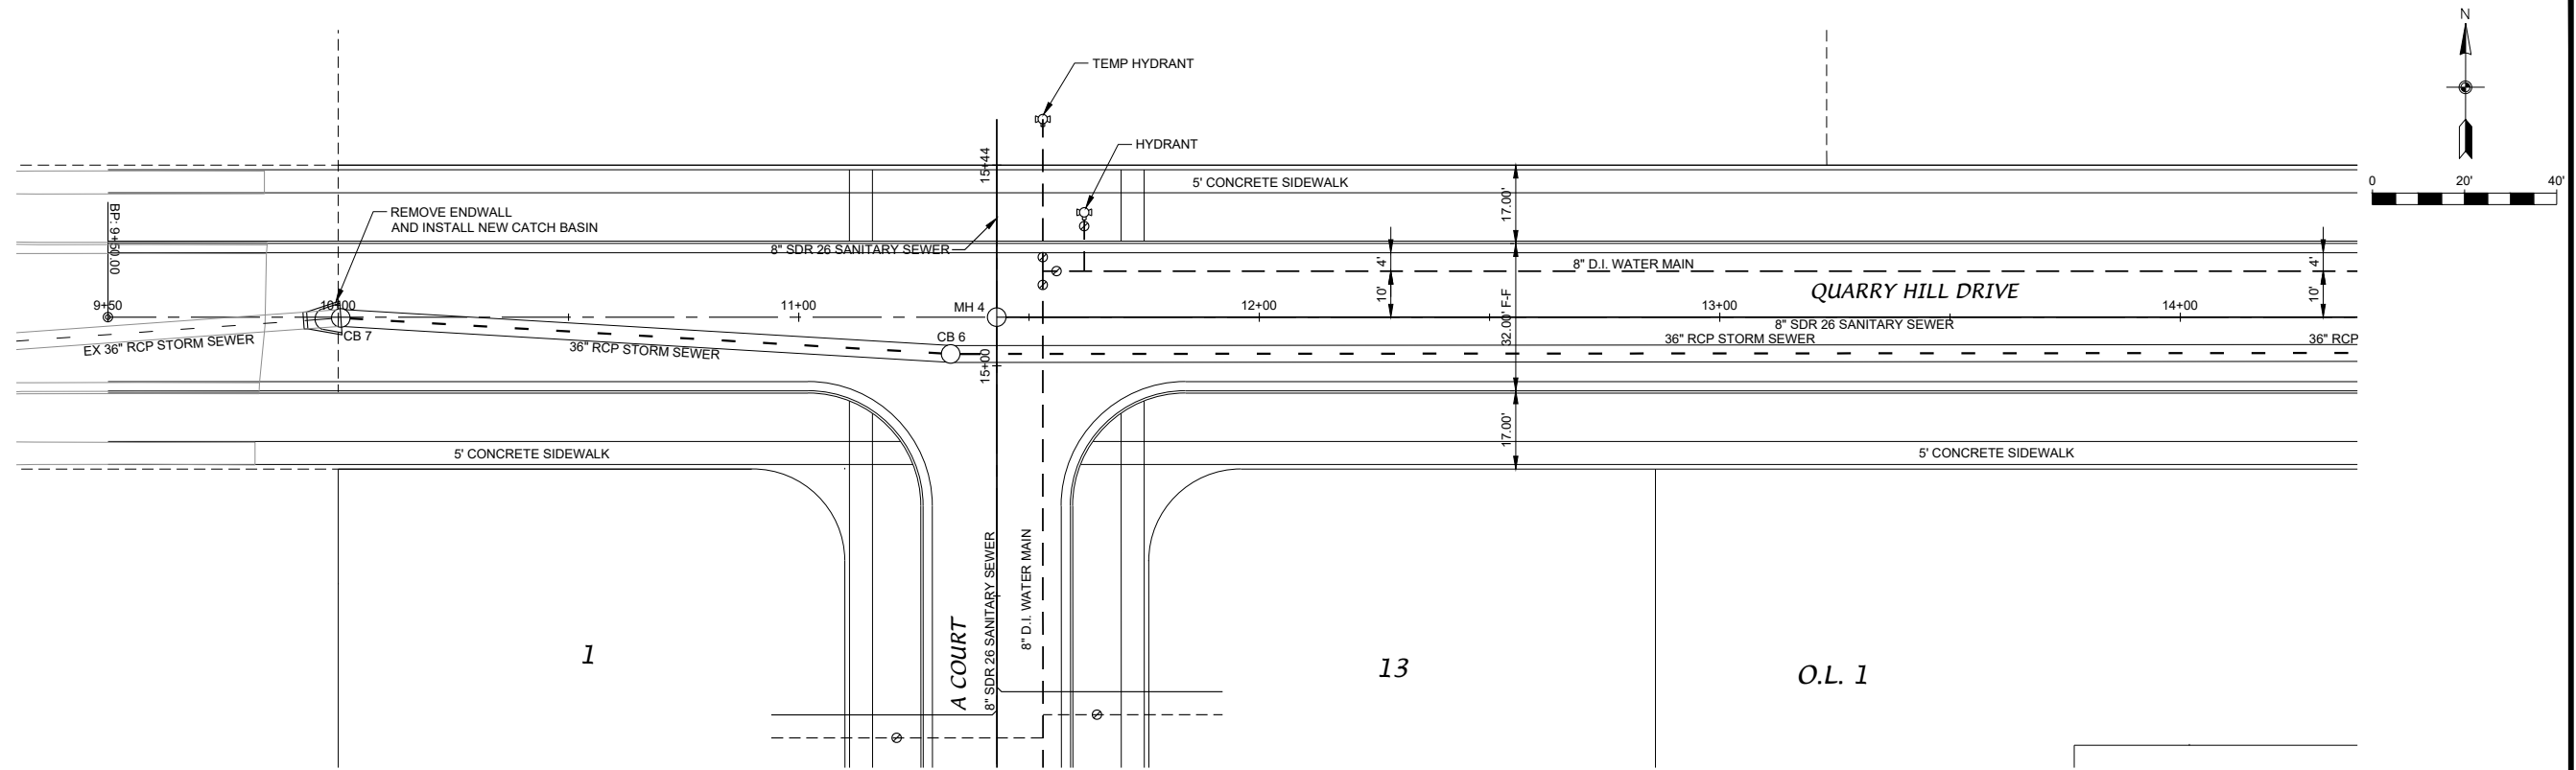 N
TEMP HYDRANT
HYDRANT
15+44
5' CONCRETE SIDEWALK
0 20' 40'
17.00'
BP: 9+50.00
REMOVE ENDWALL
AND INSTALL NEW CATCH BASIN
8" SDR 26 SANITARY SEWER
4'
8" D.I. WATER MAIN
4'
10'
QUARRY HILL DRIVE
10'
9+50
10+00
11+00
MH 4
12+00
13+00
14+00
32.00' F-F
8" SDR 26 SANITARY SEWER
CB 7
CB 6
EX 36" RCP STORM SEWER
36" RCP STORM SEWER
36" RCP STORM SEWER
36" RCP
15+00
17.00'
5' CONCRETE SIDEWALK
5' CONCRETE SIDEWALK
A COURT
8" SDR 26 SANITARY SEWER
8" D.I. WATER MAIN
1
13
O.L. 1